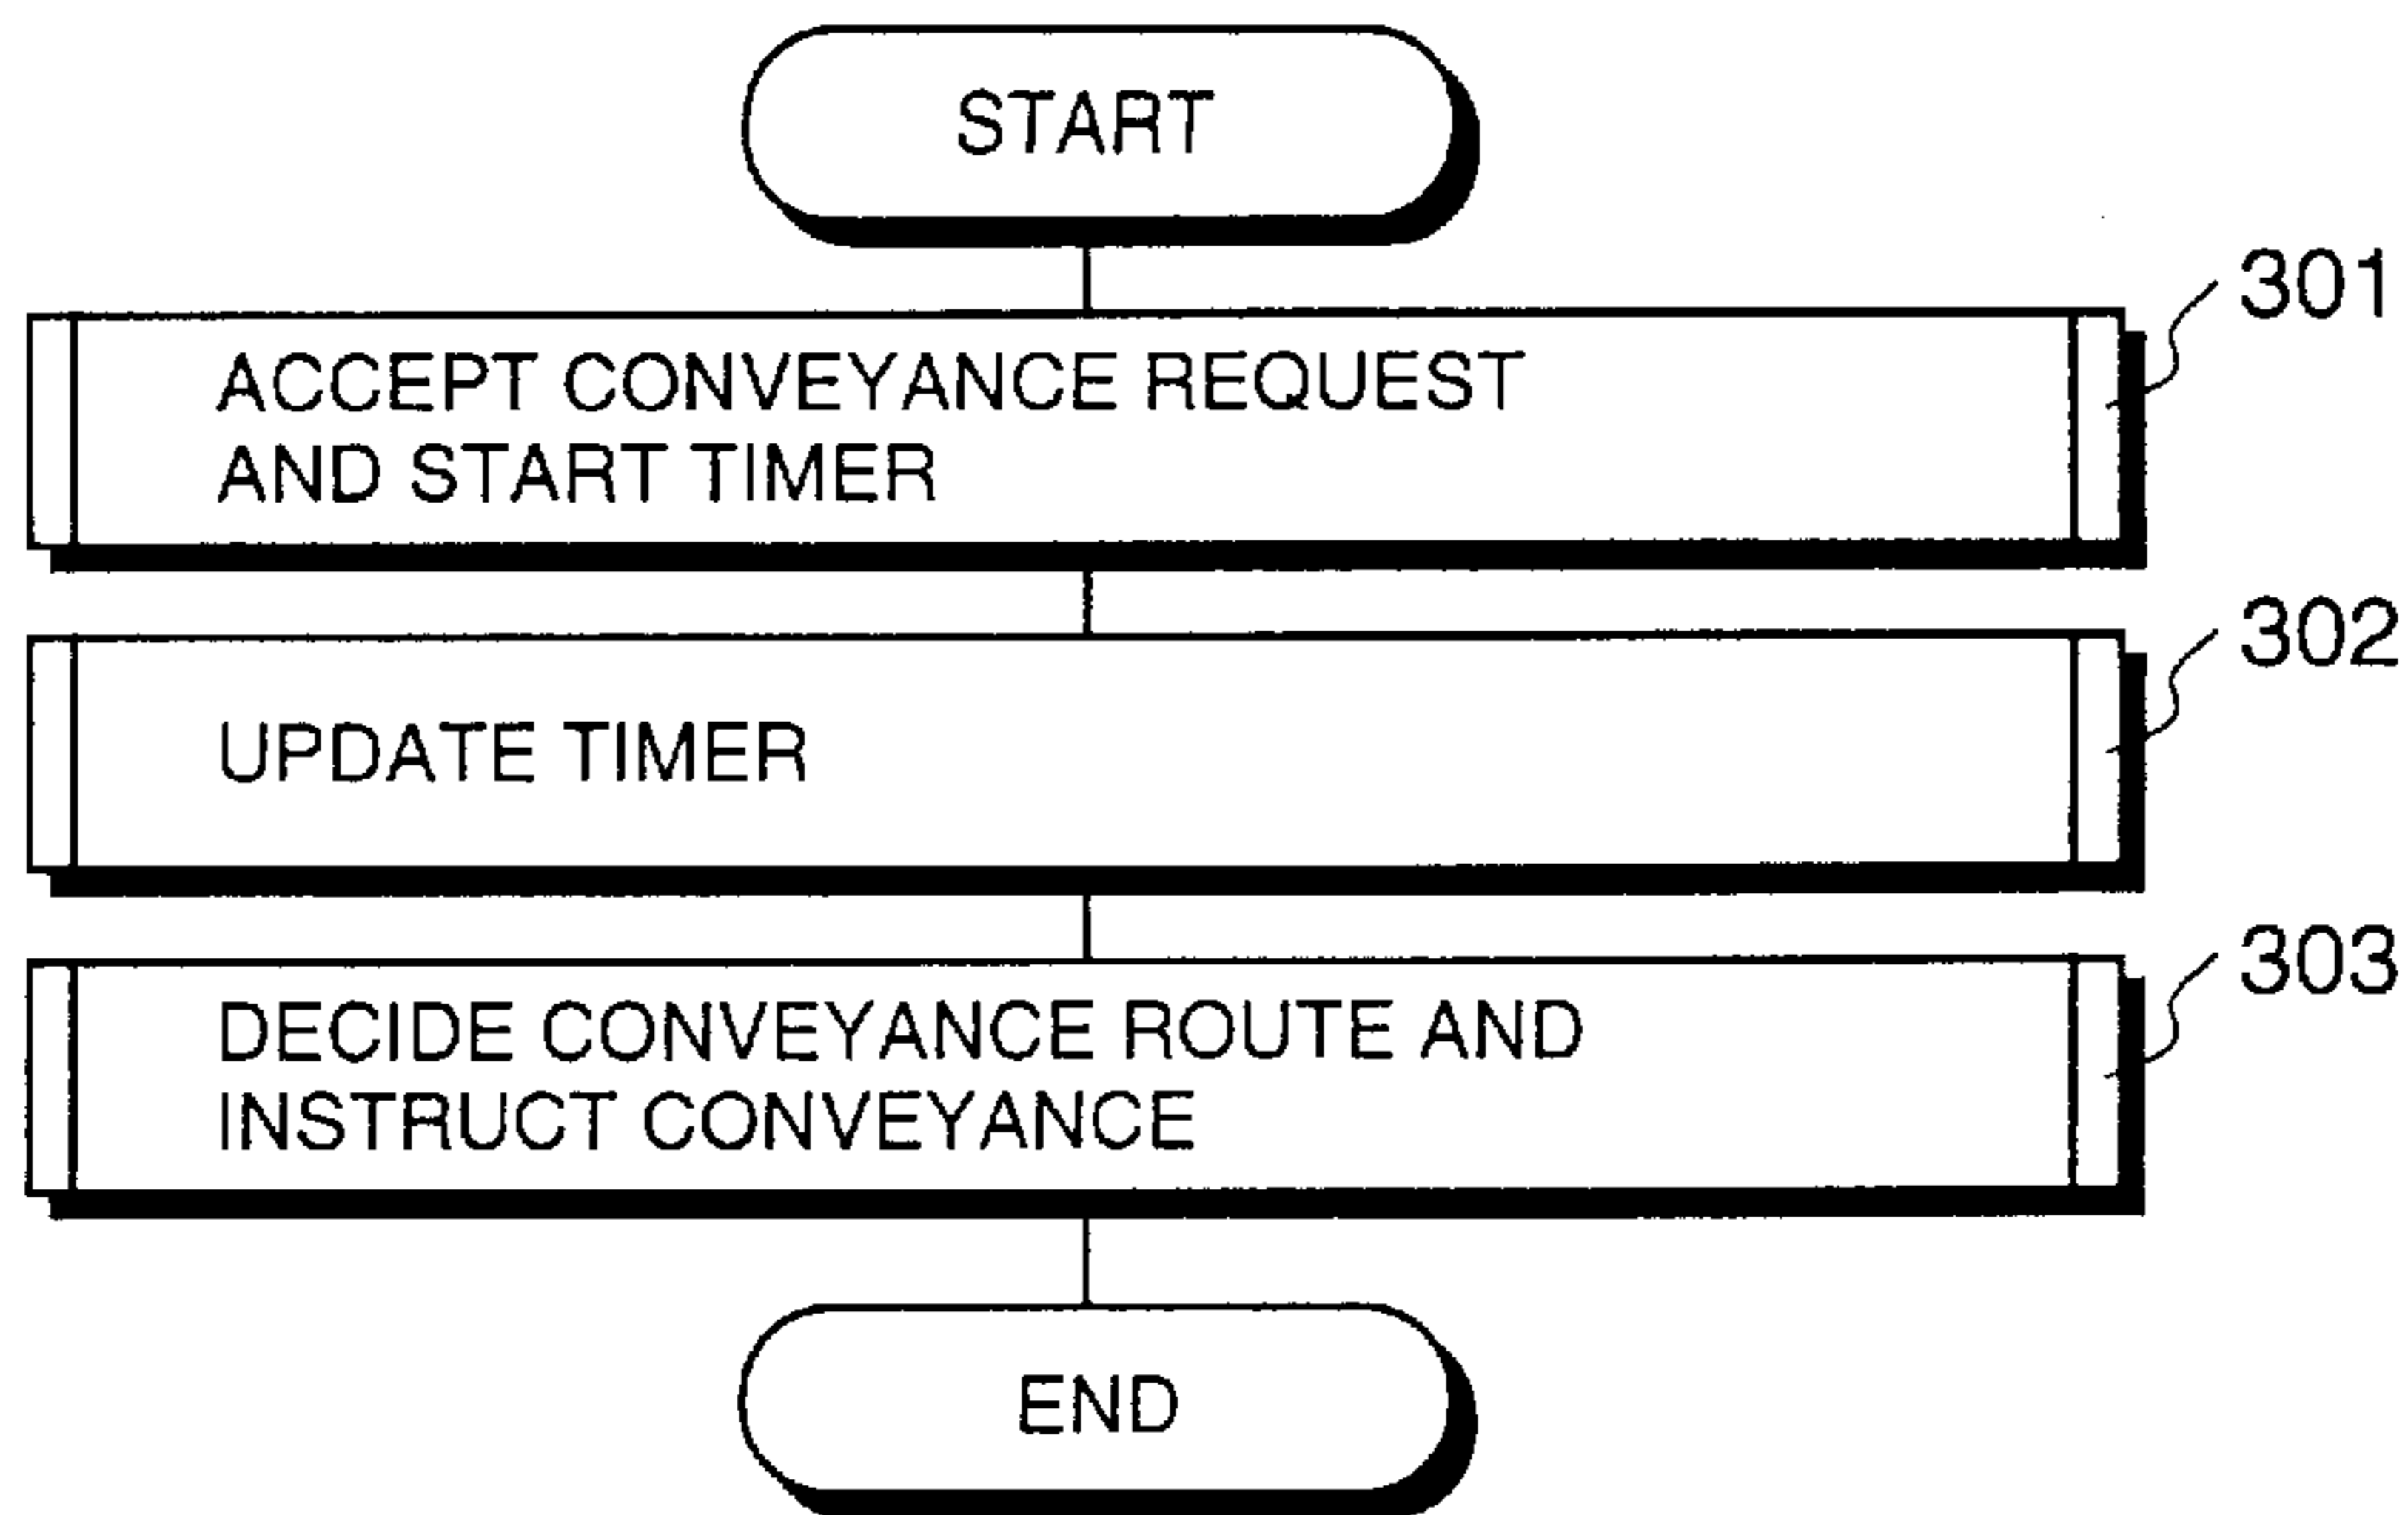 START
301
ACCEPT CONVEYANCE REQUEST
AND START TIMER
302
UPDATE TIMER
303
DECIDE CONVEYANCE ROUTE AND
INSTRUCT CONVEYANCE
END